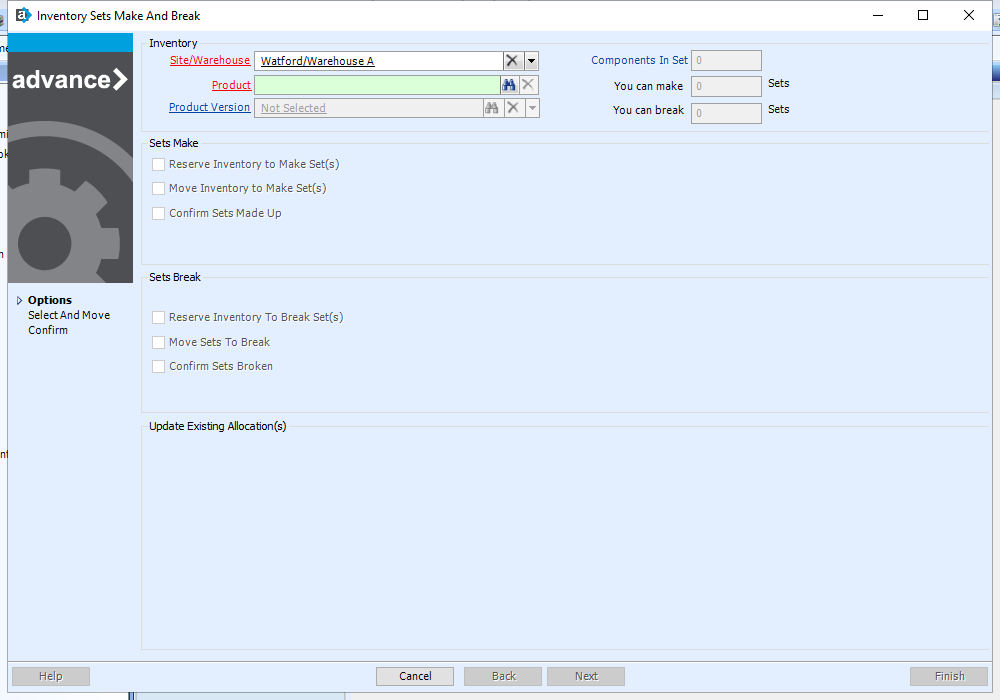 Inventory Sets Make And Break
advance
Options
Select And Move
Confirm
Inventory
Site/Warehouse Watford/Warehouse A
Product
Product Version Not Selected
Components In Set 0
You can make 0 Sets
You can break 0 Sets
Sets Make
Reserve Inventory to Make Set(s)
Move Inventory to Make Set(s)
Confirm Sets Made Up
Sets Break
Reserve Inventory To Break Set(s)
Move Sets To Break
Confirm Sets Broken
Update Existing Allocation(s)
Help Cancel Back Next Finish